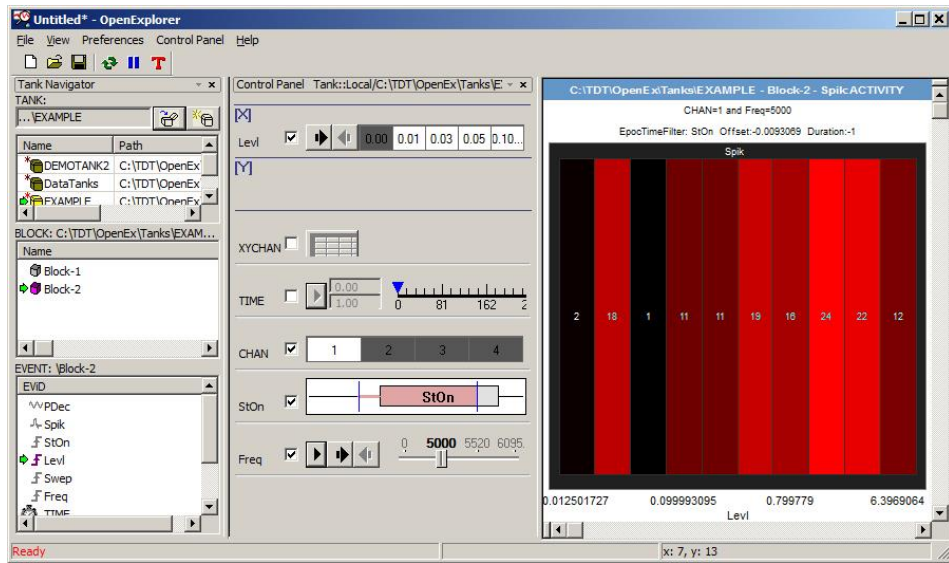 Untitled* - OpenExplorer
File View Preferences Control Panel Help
Tank Navigator
TANK:
...\EXAMPLE
Name Path
DEMOTANK2 C:\TDT\OpenEx
DataTanks C:\TDT\OpenEx
EXAMPLE C:\TDT\OpenEx
BLOCK: C:\TDT\OpenEx\Tanks\EXAM...
Name
Block-1
Block-2
EVENT: \Block-2
EVID
PDec
Spik
StOn
Levl
Swep
Freq
TIME
Control Panel Tank::Local/C:\TDT\OpenEx\Tanks\E
[X]
Levl 0.00 0.01 0.03 0.05 0.10...
[Y]
XYCHAN
TIME 0.00 1.00 0 81 162 2
CHAN 1 2 3 4
StOn StOn
Freq 0 5000 5520 6095.
C:\TDT\OpenEx\Tanks\EXAMPLE - Block-2 - Spik:ACTIVITY
CHAN=1 and Freq=5000
EpocTimeFilter: StOn Offset:-0.0093069 Duration:-1
Spik
2 18 1 11 11 19 16 24 22 12
0.012501727 0.099993095 0.799779 6.3969064
Levl
Ready
x: 7, y: 13